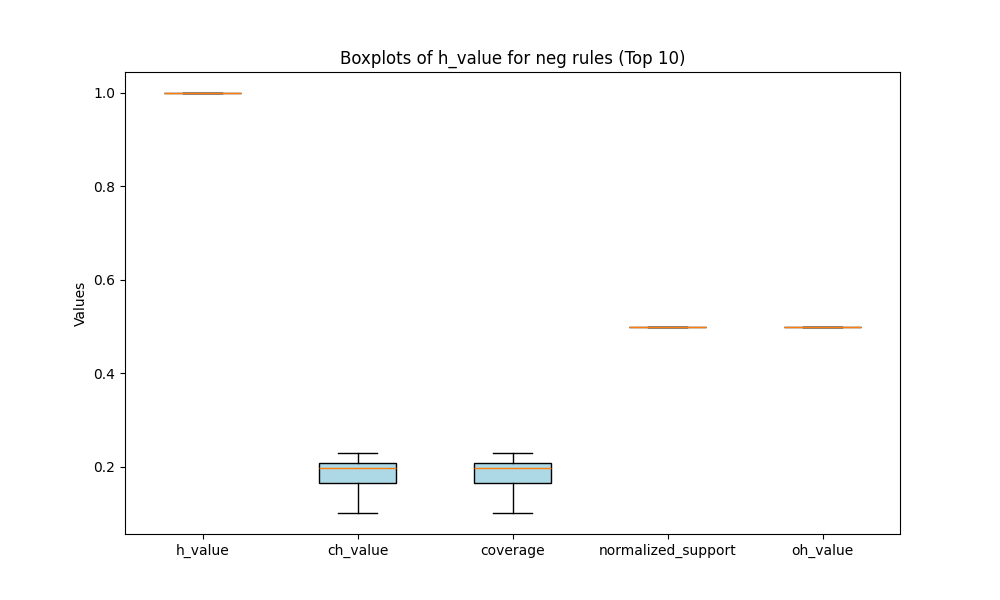 Boxplots of h_value for neg rules (Top 10)
Values
1.0
0.8
0.6
0.4
0.2
h_value ch_value coverage normalized_support oh_value